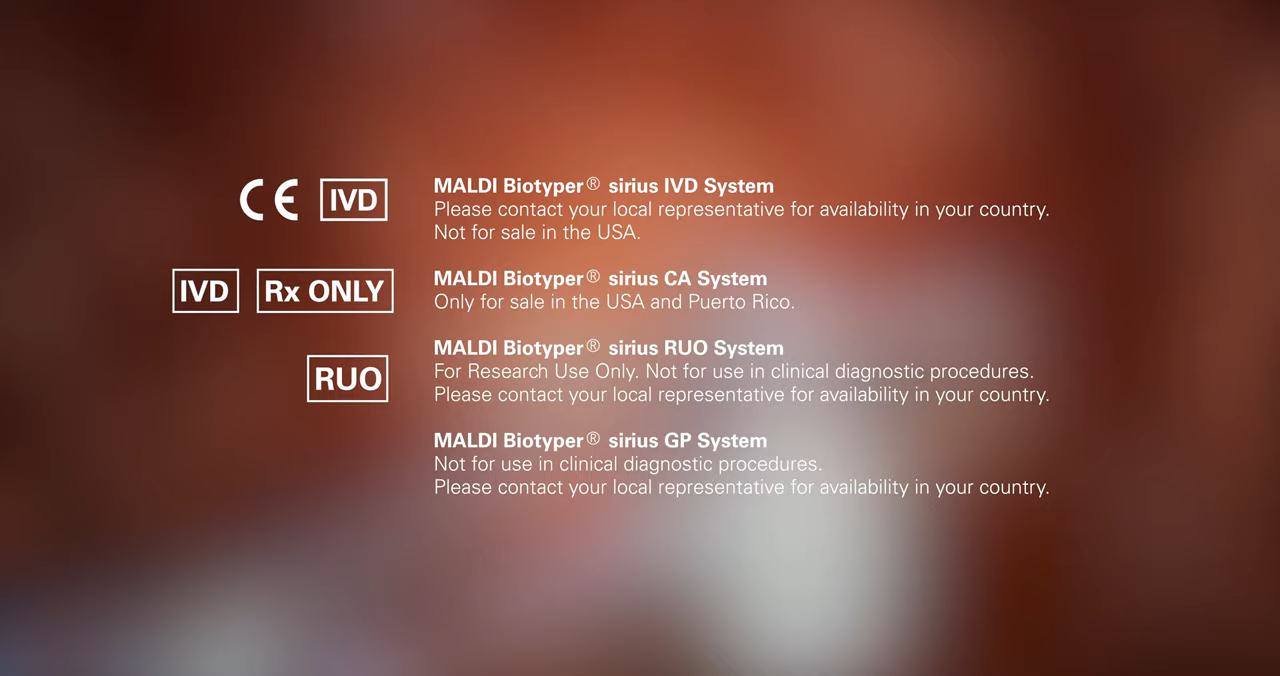 CE IVD
MALDI Biotyper® sirius IVD System
Please contact your local representative for availability in your country.
Not for sale in the USA.
IVD Rx ONLY
MALDI Biotyper® sirius CA System
Only for sale in the USA and Puerto Rico.
RUO
MALDI Biotyper® sirius RUO System
For Research Use Only. Not for use in clinical diagnostic procedures.
Please contact your local representative for availability in your country.
MALDI Biotyper® sirius GP System
Not for use in clinical diagnostic procedures.
Please contact your local representative for availability in your country.